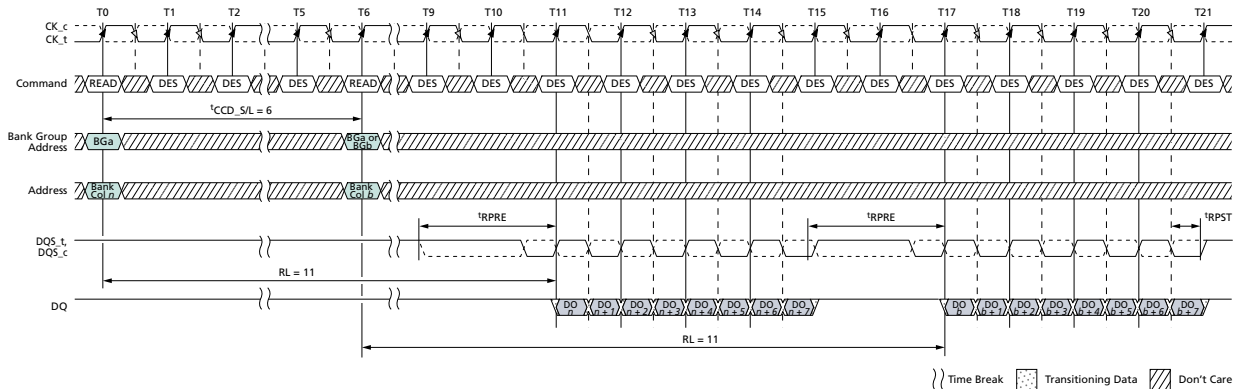 T0 T1 T2 T5 T6 T9 T10 T11 T12 T13 T14 T15 T16 T17 T18 T19 T20 T21
CK_c
CK_t
Command READ DES DES DES READ DES DES DES DES DES DES DES DES DES DES DES DES DES
tCCD_S/L = 6
Bank Group
Address
BGa
BGa or
BGb
Address
Bank
Col n
Bank
Col b
tRPRE tRPRE tRPST
DQS_t,
DQS_c
RL = 11
DQ
DO
n
DO
n + 1
DO
n + 2
DO
n + 3
DO
n + 4
DO
n + 5
DO
n + 6
DO
n + 7
DO
b
DO
b + 1
DO
b + 2
DO
b + 3
DO
b + 4
DO
b + 5
DO
b + 6
DO
b + 7
RL = 11
Time Break Transitioning Data Don't Care